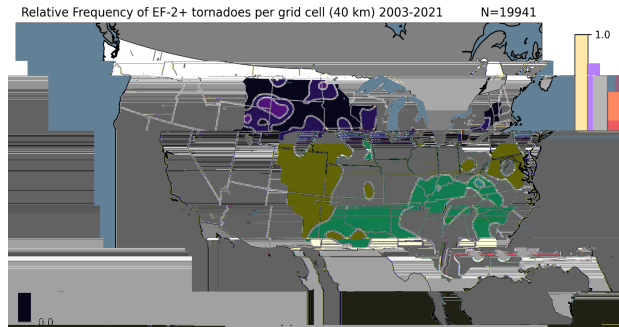 Relative Frequency of EF-2+ tornadoes per grid cell (40 km) 2003-2021 N=19941
1.0
0.0